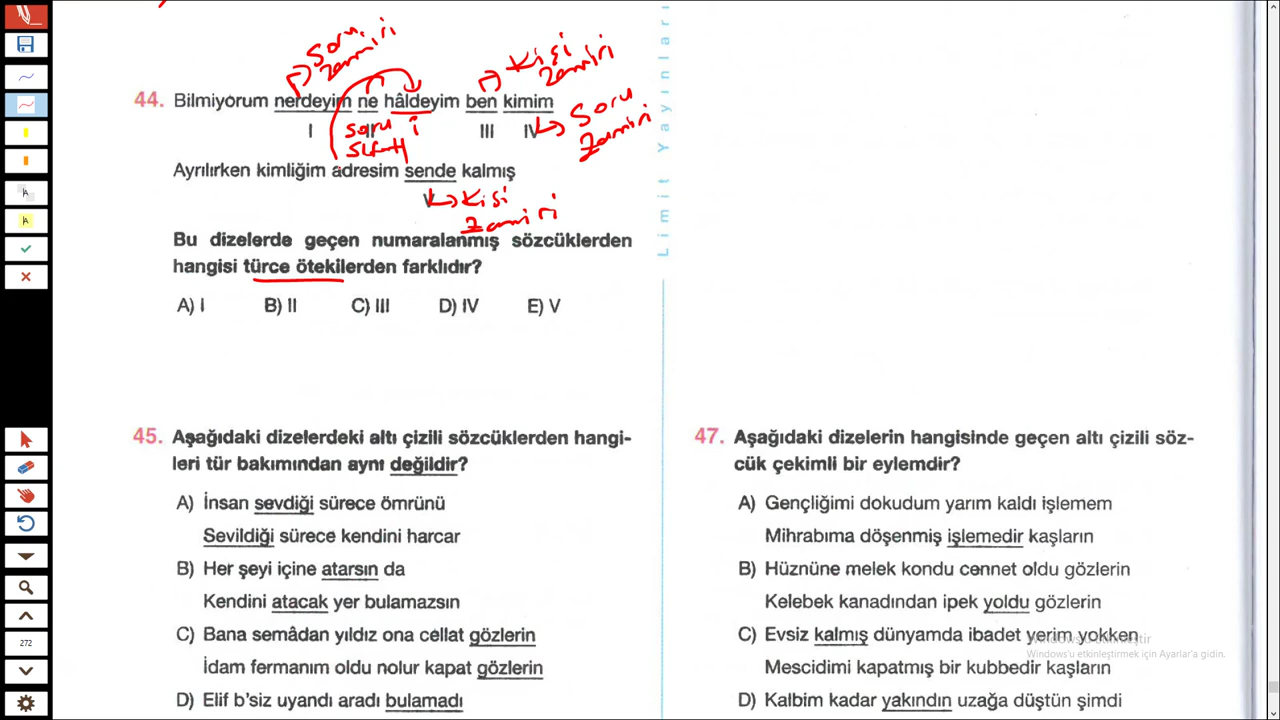 Soru
zamiri
Kişi
zamiri
44. Bilmiyorum nerdeyim ne hâldeyim ben kimim
I II i III IV
soru
sıfatı
Soru
zamiri
Ayrılırken kimliğim adresim sende kalmış
V
Kişi
zamiri
Bu dizelerde geçen numaralanmış sözcüklerden
hangisi türce ötekilerden farklıdır?
A) I B) II C) III D) IV E) V
45. Aşağıdaki dizelerdeki altı çizili sözcüklerden hangi-
leri tür bakımından aynı değildir?
A) İnsan sevdiği sürece ömrünü
Sevildiği sürece kendini harcar
B) Her şeyi içine atarsın da
Kendini atacak yer bulamazsın
C) Bana semâdan yıldız ona cellat gözlerin
İdam fermanım oldu nolur kapat gözlerin
D) Elif b'siz uyandı aradı bulamadı
Limit Yayınları
47. Aşağıdaki dizelerin hangisinde geçen altı çizili söz-
cük çekimli bir eylemdir?
A) Gençliğimi dokudum yarım kaldı işlemem
Mihrabıma döşenmiş işlemedir kaşların
B) Hüznüne melek kondu cennet oldu gözlerin
Kelebek kanadından ipek yoldu gözlerin
C) Evsiz kalmış dünyamda ibadet yerim yokken
Mescidimi kapatmış bir kubbedir kaşların
D) Kalbim kadar yakındın uzağa düştün şimdi
Windows'u Etkinleştir
Windows'u etkinleştirmek için Ayarlar'a gidin.
A
A
272